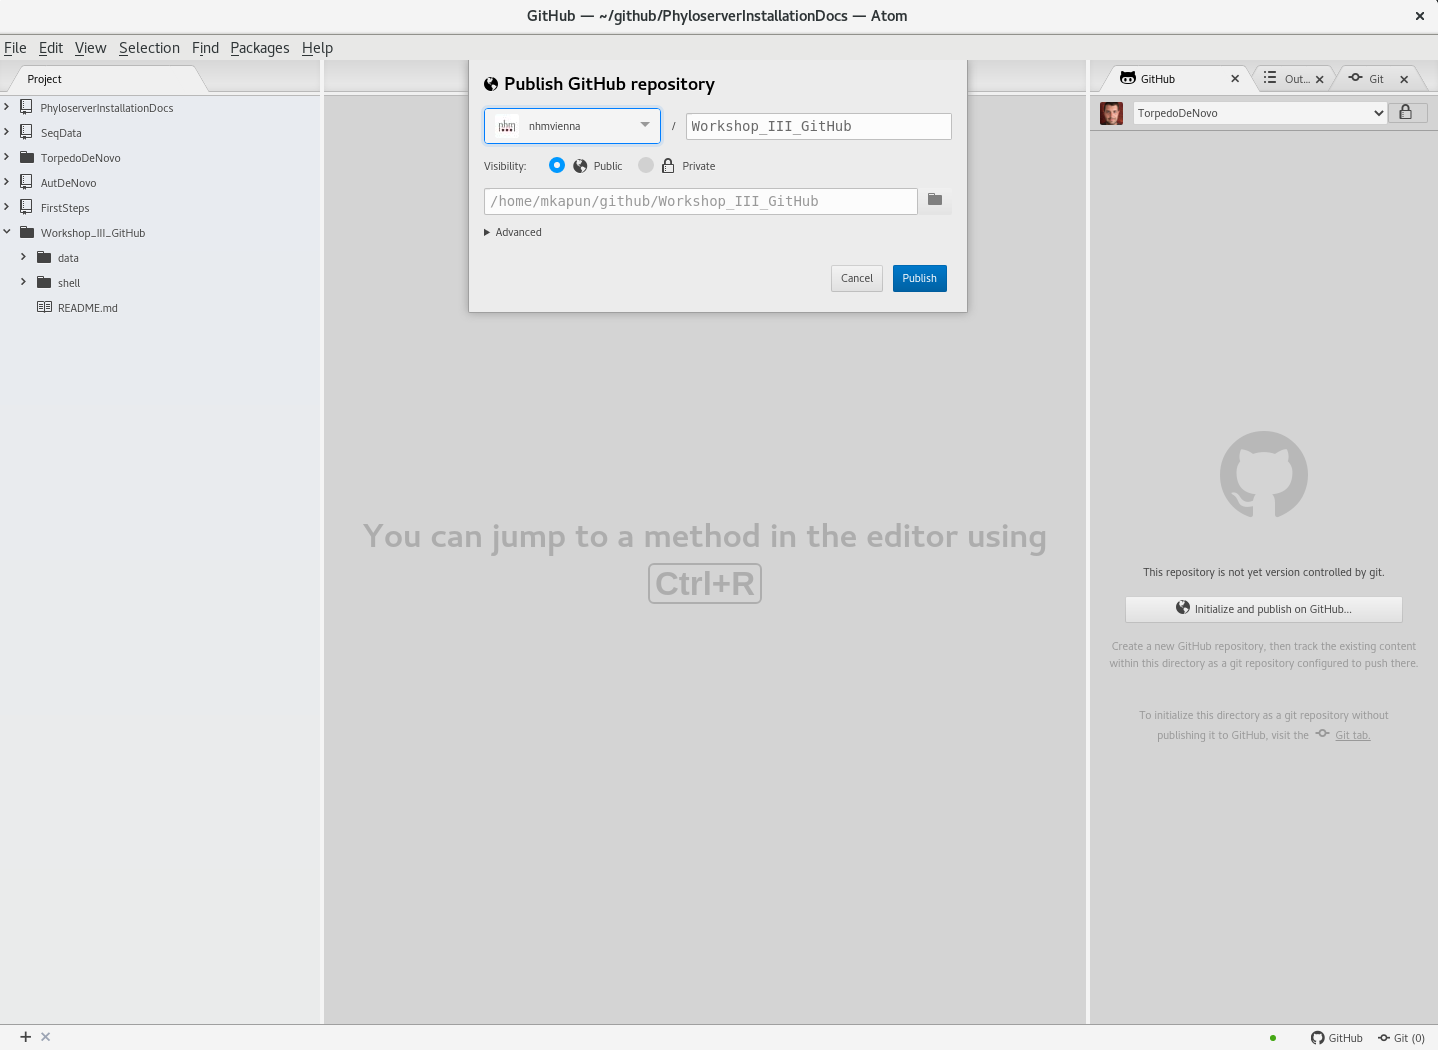 GitHub — ~/github/PhyloserverInstallationDocs — Atom
File Edit View Selection Find Packages Help
Project
PhyloserverInstallationDocs
SeqData
TorpedoDeNovo
AutDeNovo
FirstSteps
Workshop_III_GitHub
data
shell
README.md
Publish GitHub repository
nhm
nhmvienna / Workshop_III_GitHub
Visibility: Public Private
/home/mkapun/github/Workshop_III_GitHub
Advanced
Cancel Publish
You can jump to a method in the editor using
Ctrl+R
GitHub Out... Git
TorpedoDeNovo
This repository is not yet version controlled by git.
Initialize and publish on GitHub...
Create a new GitHub repository, then track the existing content
within this directory as a git repository configured to push there.
To initialize this directory as a git repository without
publishing it to GitHub, visit the Git tab.
GitHub Git (0)